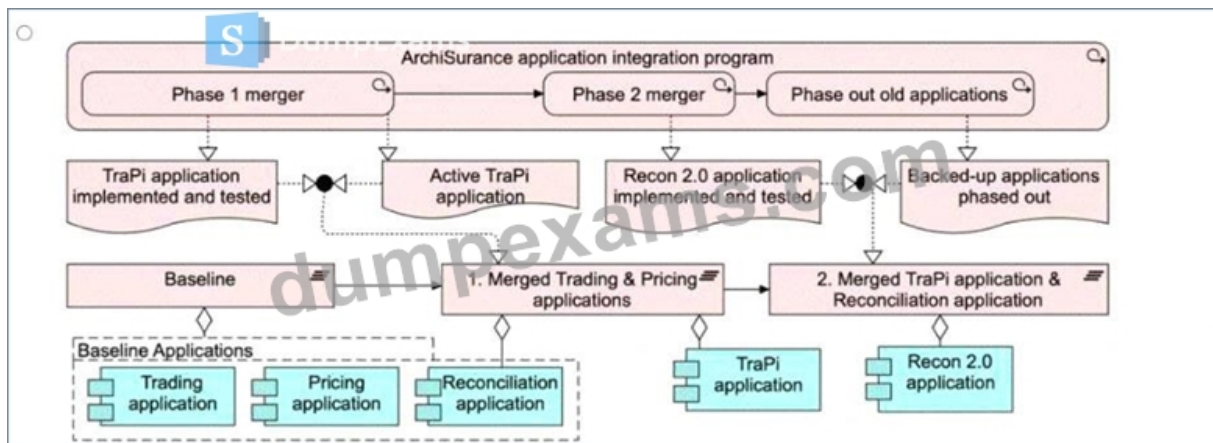 S DumpExams
ArchiSurance application integration program
Phase 1 merger
Phase 2 merger
Phase out old applications
TraPi application
implemented and tested
Active TraPi
application
Recon 2.0 application
implemented and tested
Backed-up applications
phased out
dumpexams.com
Baseline
1. Merged Trading & Pricing
applications
2. Merged TraPi application &
Reconciliation application
Baseline Applications
Trading
application
Pricing
application
Reconciliation
application
TraPi
application
Recon 2.0
application